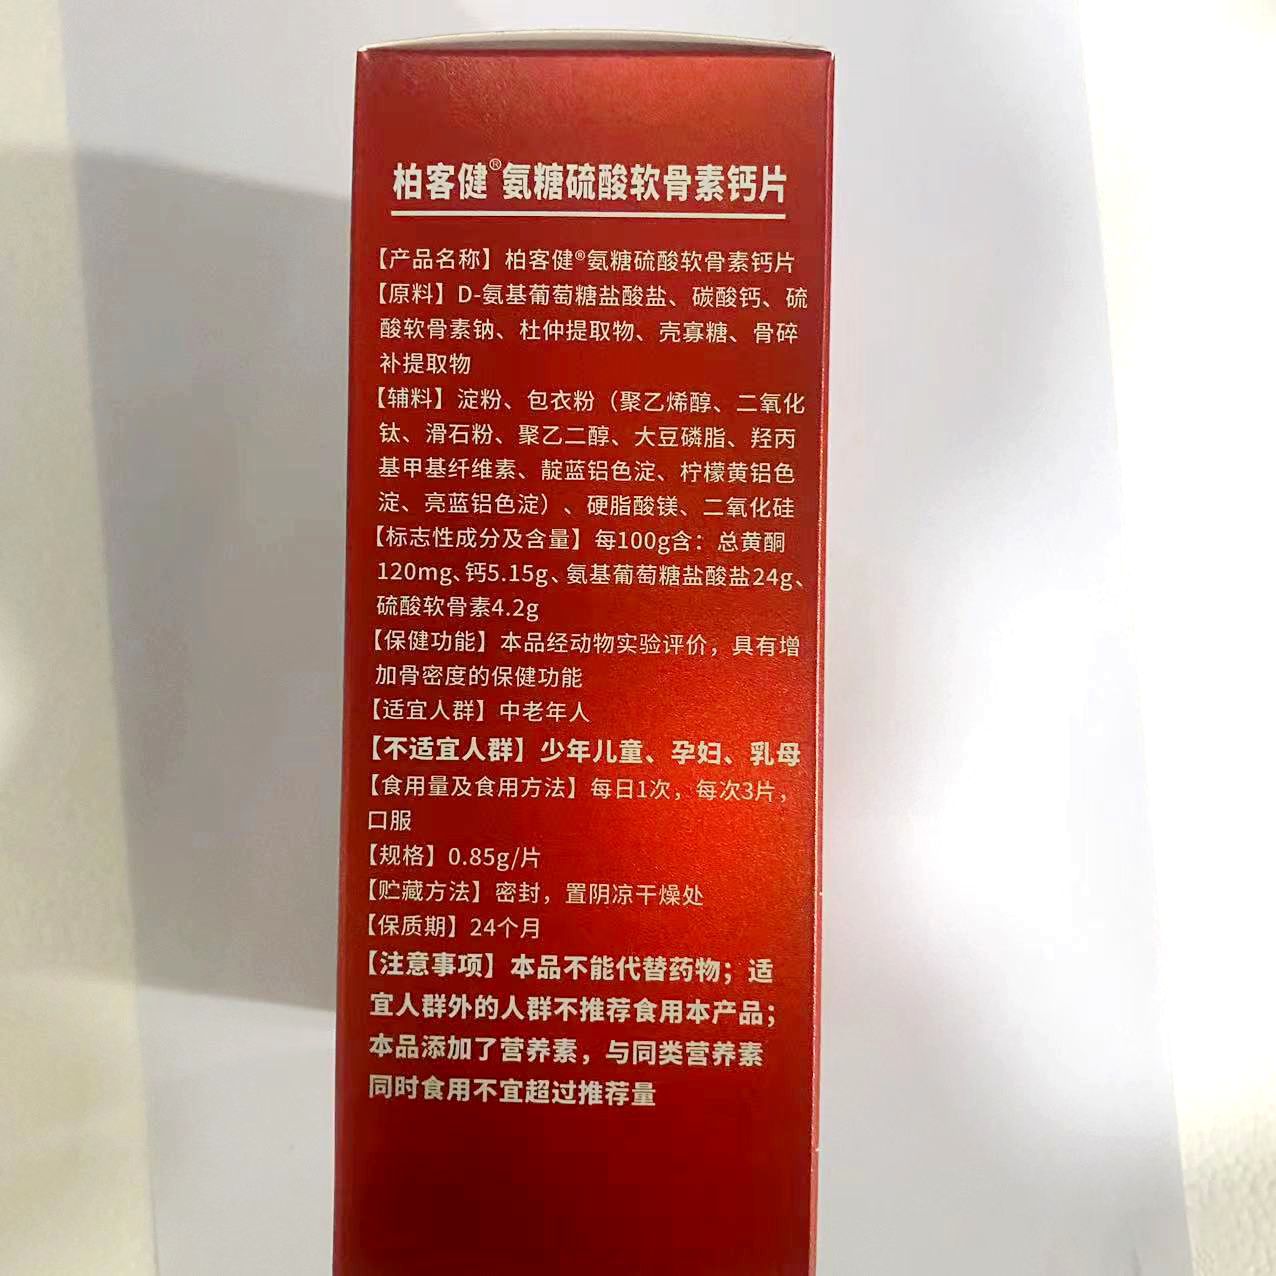 柏客健®氨糖硫酸软骨素钙片
【产品名称】柏客健®氨糖硫酸软骨素钙片
【原料】D-氨基葡萄糖盐酸盐、碳酸钙、硫
酸软骨素钠、杜仲提取物、壳寡糖、骨碎
补提取物
【辅料】淀粉、包衣粉（聚乙烯醇、二氧化
钛、滑石粉、聚乙二醇、大豆磷脂、羟丙
基甲基纤维素、靛蓝铝色淀、柠檬黄铝色
淀、亮蓝铝色淀）、硬脂酸镁、二氧化硅
【标志性成分及含量】每100g含：总黄酮
120mg、钙5.15g、氨基葡萄糖盐酸盐24g、
硫酸软骨素4.2g
【保健功能】本品经动物实验评价，具有增
加骨密度的保健功能
【适宜人群】中老年人
【不适宜人群】少年儿童、孕妇、乳母
【食用量及食用方法】每日1次，每次3片，
口服
【规格】0.85g/片
【贮藏方法】密封，置阴凉干燥处
【保质期】24个月
【注意事项】本品不能代替药物；适
宜人群外的人群不推荐食用本产品；
本品添加了营养素，与同类营养素
同时食用不宜超过推荐量